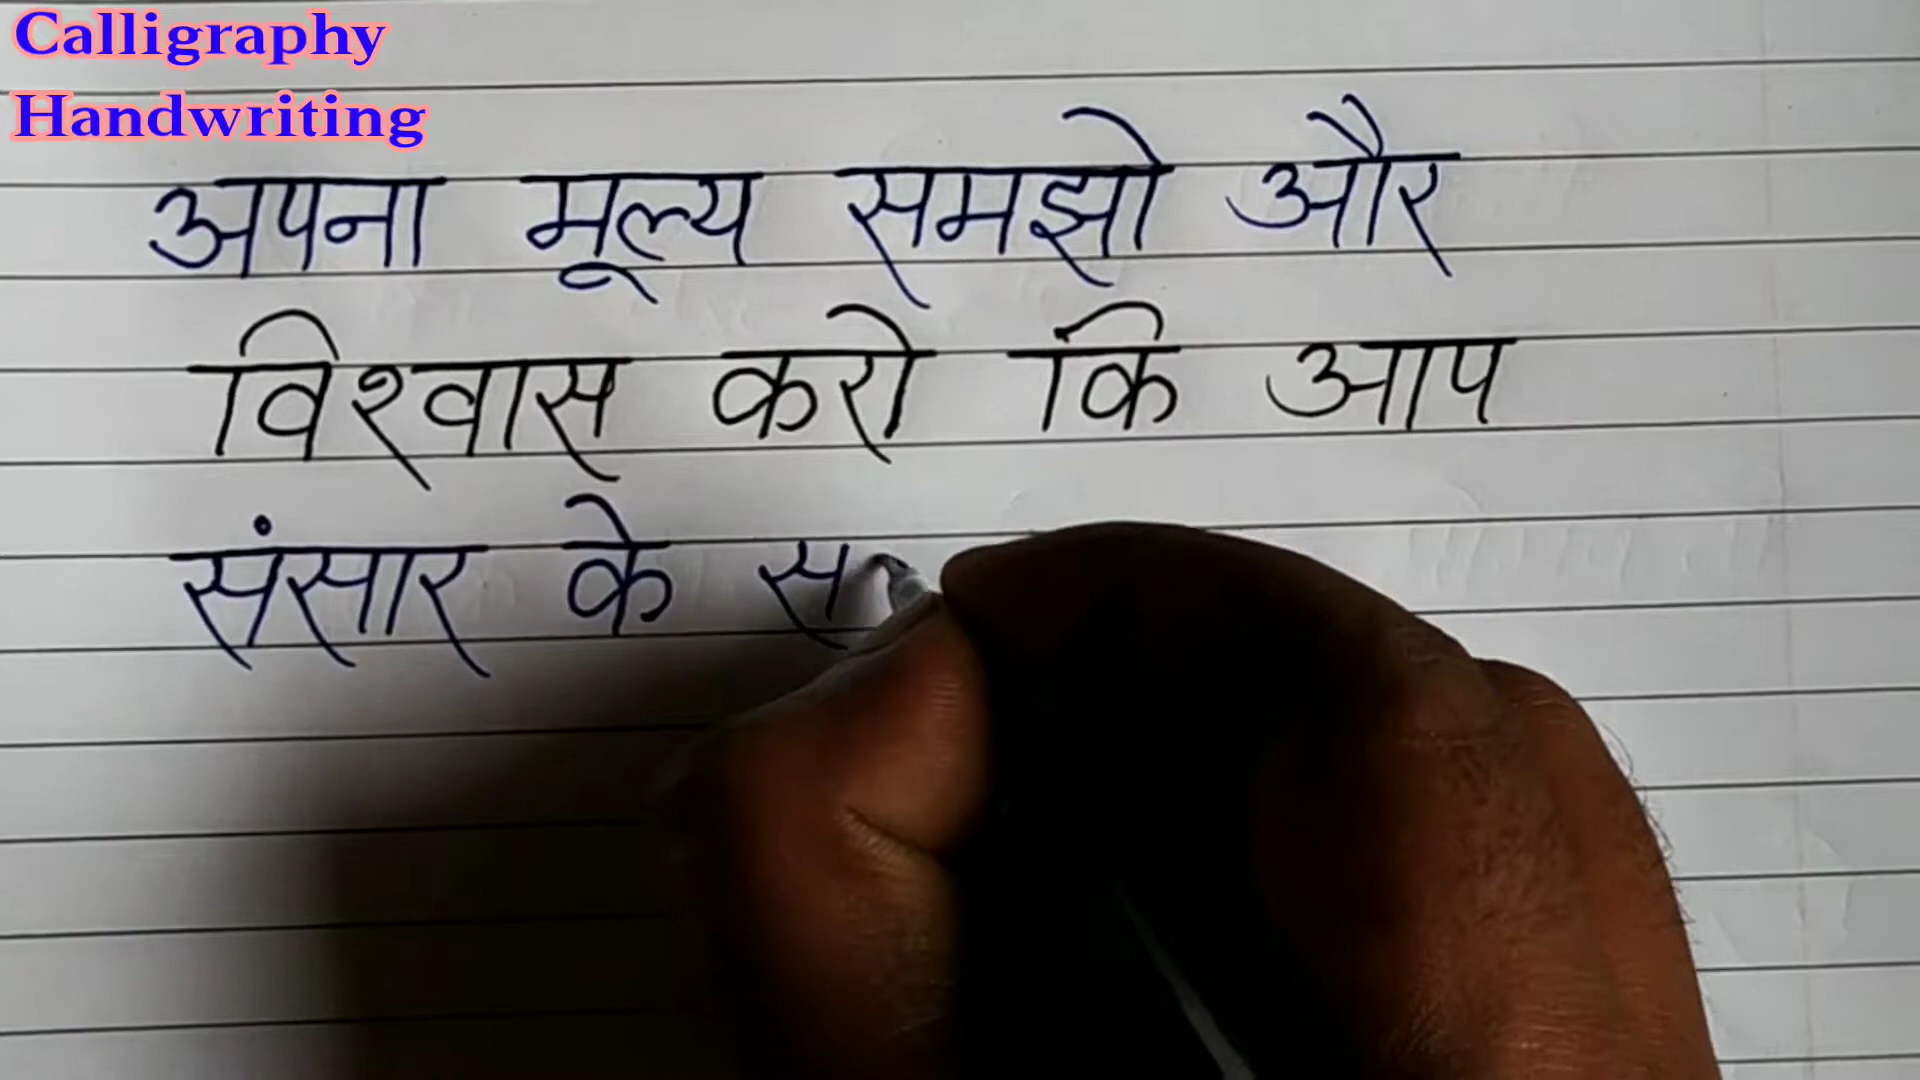 Calligraphy
Handwriting
अपना मूल्य समझो और
विश्वास करो कि आप
संसार के स